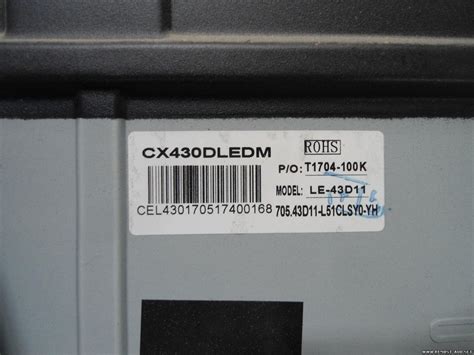 CX430DLEDM
ROHS
P/O: T1704-100K
MODEL: LE-43D11
CEL430170517400168
705.43D11-L51CLSY0-YH